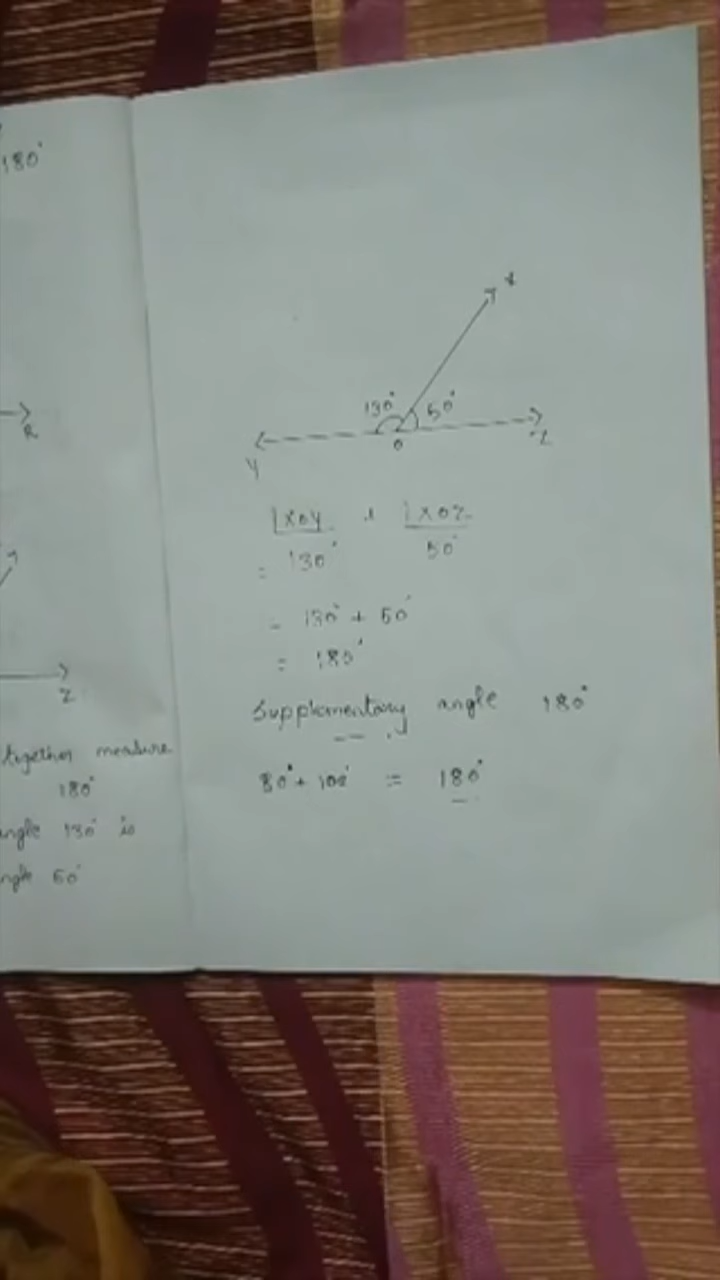 180°
R
Z
together measure
180°
angle 130° is
angle 50°
X
130° 50°
Y O Z
∠XOY + ∠XOZ
= 130° 50°
= 130° + 50°
= 180°
Supplementary angle 180°
80° + 100° = 180°